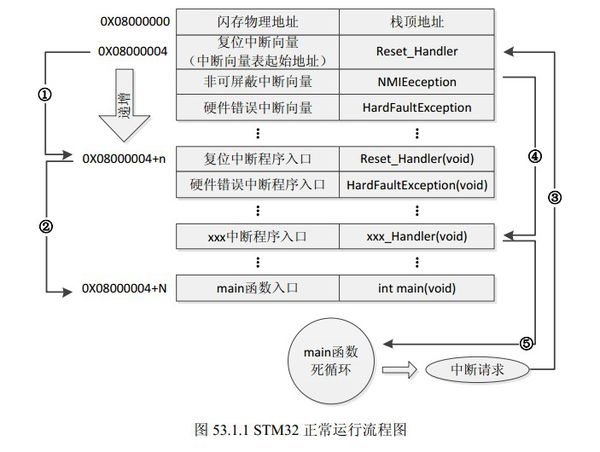 0X08000000 闪存物理地址 栈顶地址
0X08000004 复位中断向量 Reset_Handler
（中断向量表起始地址）
非可屏蔽中断向量 NMIEeception
① 递增 硬件错误中断向量 HardFaultException
④
0X08000004+n 复位中断程序入口 Reset_Handler(void)
硬件错误中断程序入口 HardFaultException(void)
③
② xxx中断程序入口 xxx_Handler(void)
0X08000004+N main函数入口 int main(void)
⑤
main函数
死循环
中断请求
图 53.1.1 STM32 正常运行流程图